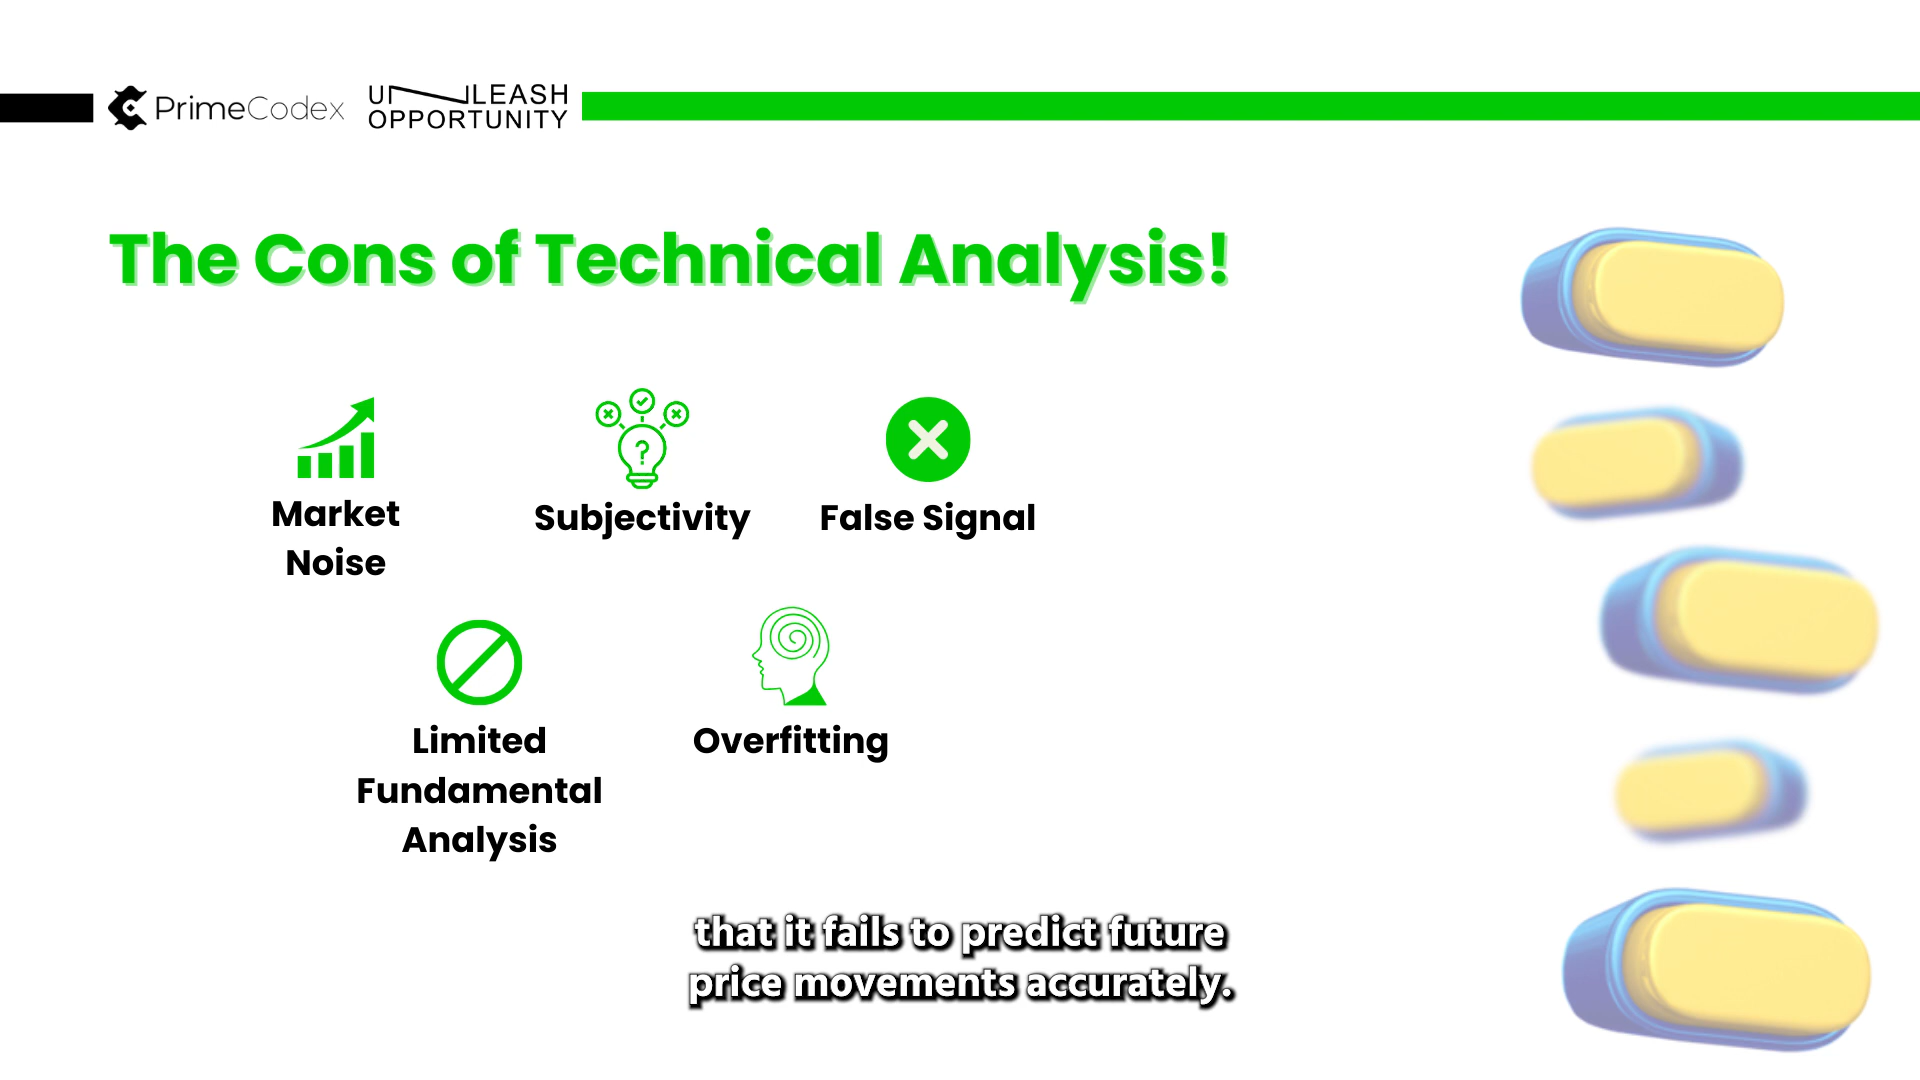 PrimeCodex
UNLEASH
OPPORTUNITY
The Cons of Technical Analysis!
Market
Noise
Subjectivity
False Signal
Limited
Fundamental
Analysis
Overfitting
that it fails to predict future
price movements accurately.